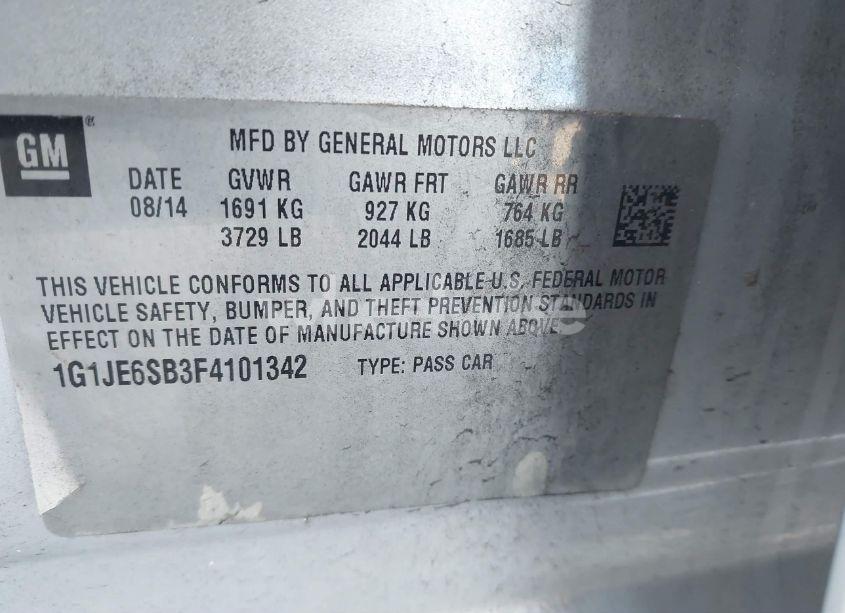 GM®
MFD BY GENERAL MOTORS LLC
DATE GVWR GAWR FRT GAWR RR
08/14 1691 KG 927 KG 764 KG
3729 LB 2044 LB 1685 LB
THIS VEHICLE CONFORMS TO ALL APPLICABLE U.S. FEDERAL MOTOR
VEHICLE SAFETY, BUMPER, AND THEFT PREVENTION STANDARDS IN
EFFECT ON THE DATE OF MANUFACTURE SHOWN ABOVE.
1G1JE6SB3F4101342 TYPE: PASS CAR